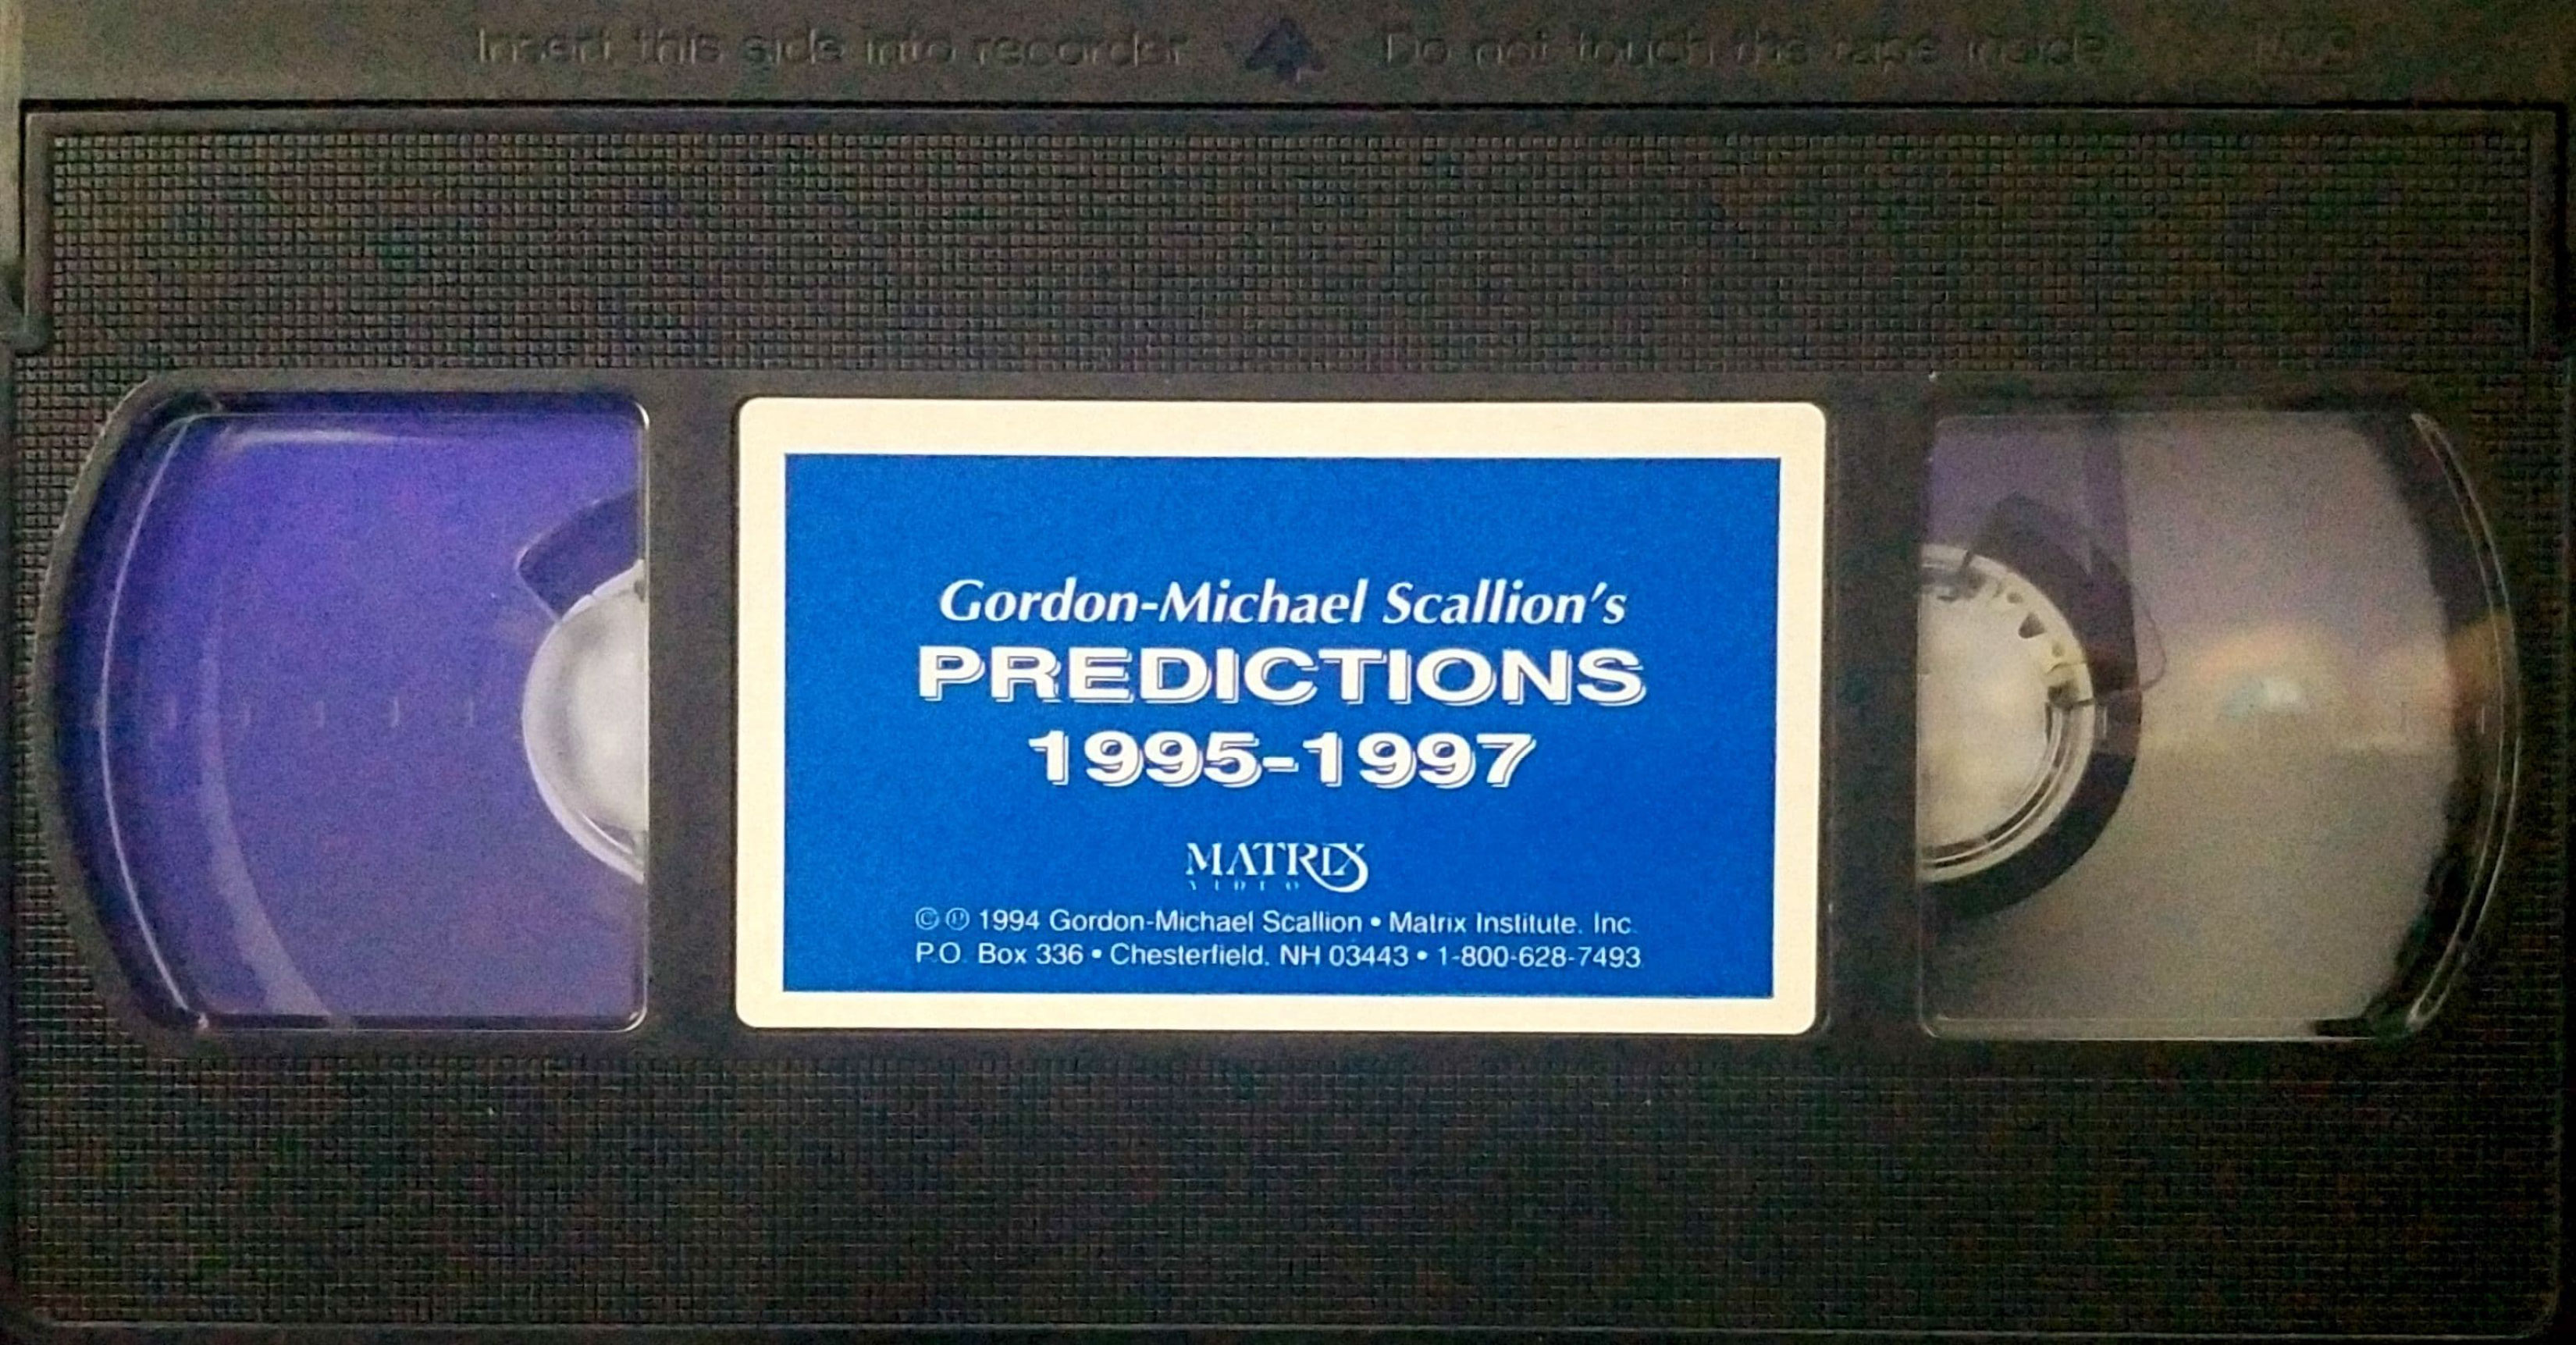 Insert this side into recorder Do not touch the tape inside VHS
Gordon-Michael Scallion's
PREDICTIONS
1995-1997
MATRIX
VIDEO
© ℗ 1994 Gordon-Michael Scallion • Matrix Institute, Inc.
P.O. Box 336 • Chesterfield, NH 03443 • 1-800-628-7493